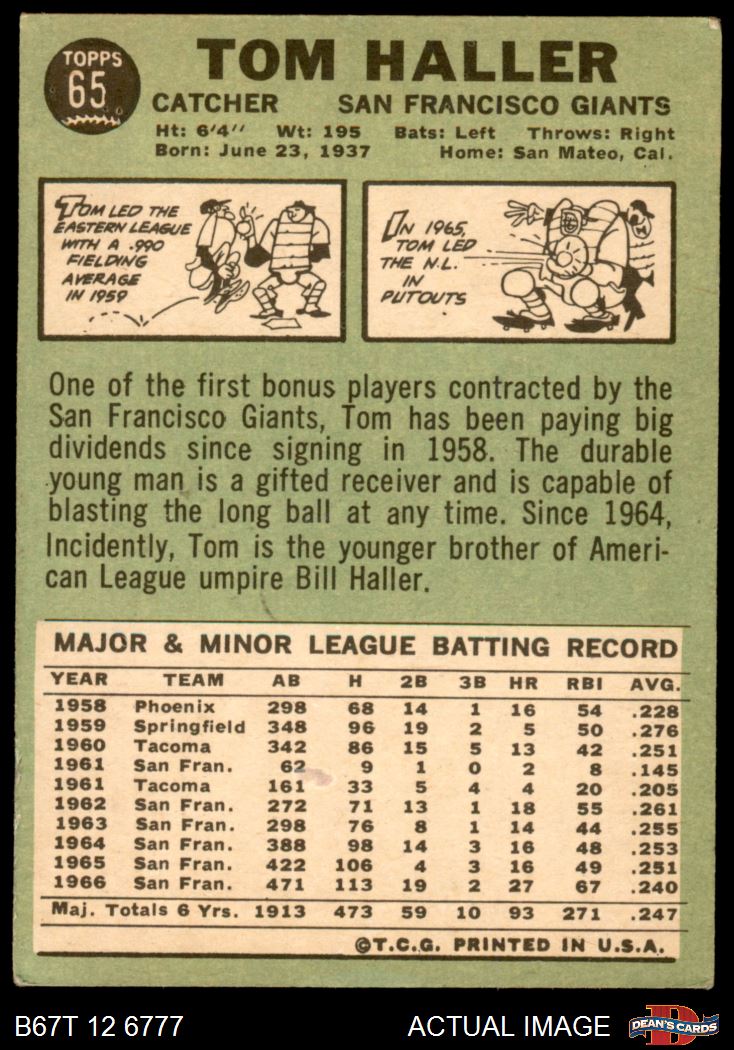 TOPPS
65
TOM HALLER
CATCHER SAN FRANCISCO GIANTS
Ht: 6'4" Wt: 195 Bats: Left Throws: Right
Born: June 23, 1937 Home: San Mateo, Cal.
TOM LED THE
EASTERN LEAGUE
WITH A .990
FIELDING
AVERAGE
IN 1959
IN 1965,
TOM LED
THE N.L.
IN
PUTOUTS
One of the first bonus players contracted by the
San Francisco Giants, Tom has been paying big
dividends since signing in 1958. The durable
young man is a gifted receiver and is capable of
blasting the long ball at any time. Since 1964,
Incidently, Tom is the younger brother of Ameri-
can League umpire Bill Haller.
MAJOR & MINOR LEAGUE BATTING RECORD
YEAR TEAM AB H 2B 3B HR RBI AVG.
1958 Phoenix 298 68 14 1 16 54 .228
1959 Springfield 348 96 19 2 5 50 .276
1960 Tacoma 342 86 15 5 13 42 .251
1961 San Fran. 62 9 1 0 2 8 .145
1961 Tacoma 161 33 5 4 4 20 .205
1962 San Fran. 272 71 13 1 18 55 .261
1963 San Fran. 298 76 8 1 14 44 .255
1964 San Fran. 388 98 14 3 16 48 .253
1965 San Fran. 422 106 4 3 16 49 .251
1966 San Fran. 471 113 19 2 27 67 .240
Maj. Totals 6 Yrs. 1913 473 59 10 93 271 .247
©T.C.G. PRINTED IN U.S.A.
B67T 12 6777 ACTUAL IMAGE
DEAN'S CARDS